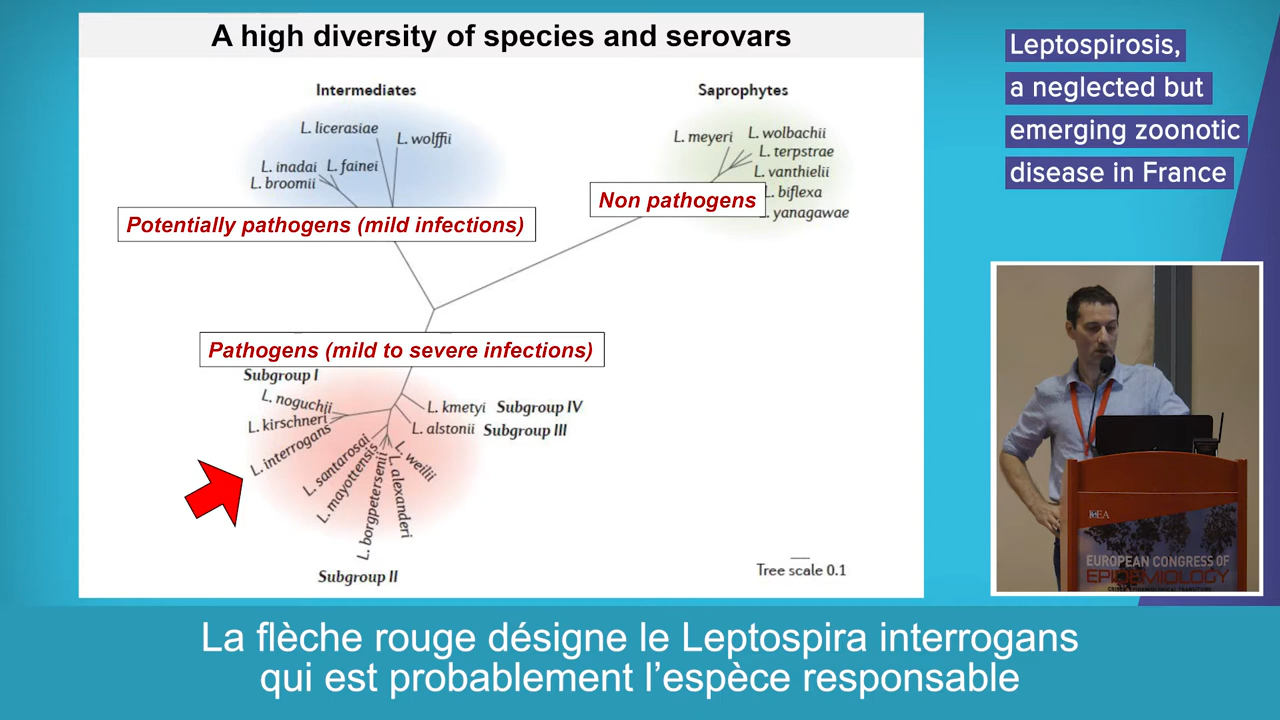 A high diversity of species and serovars
Intermediates
L. licerasiae
L. wolffii
L. inadai
L. fainei
L. broomii
Potentially pathogens (mild infections)
Saprophytes
L. meyeri
L. wolbachii
L. terpstrae
L. vanthielii
L. biflexa
L. yanagawae
Non pathogens
Pathogens (mild to severe infections)
Subgroup I
L. noguchii
L. kirschneri
L. interrogans
L. santarosai
L. mayottensis
L. borgpetersenii
L. alexanderi
L. weilii
L. kmetyi Subgroup IV
L. alstonii Subgroup III
Subgroup II
Tree scale 0.1
Leptospirosis,
a neglected but
emerging zoonotic
disease in France
EUROPEAN CONGRESS OF
EPIDEMIOLOGY
La flèche rouge désigne le Leptospira interrogans
qui est probablement l’espèce responsable